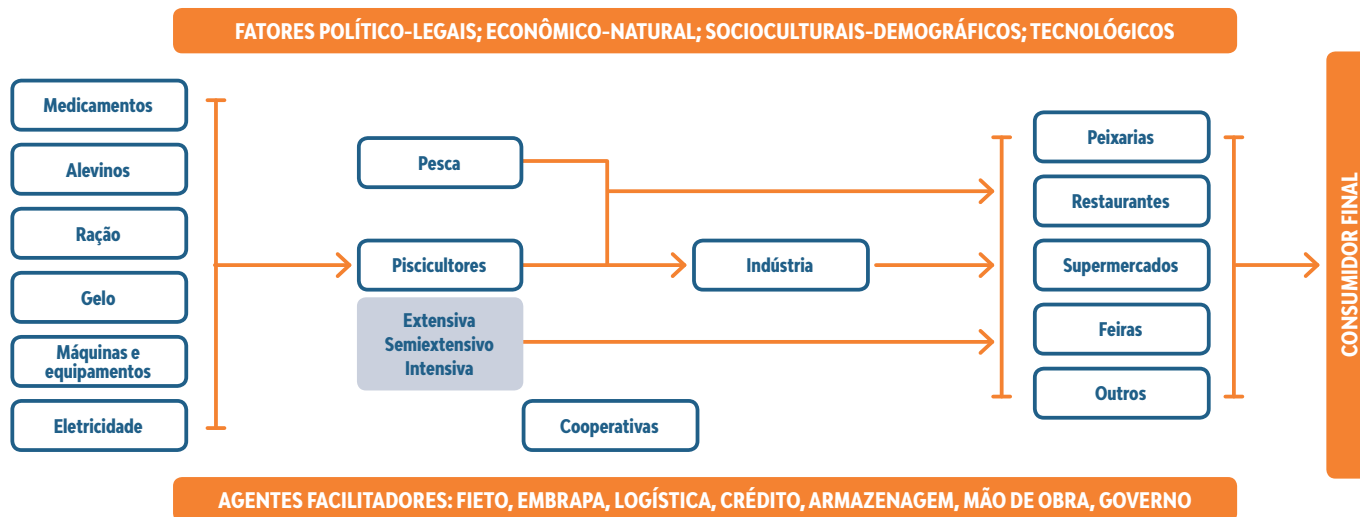 FATORES POLÍTICO-LEGAIS; ECONÔMICO-NATURAL; SOCIOCULTURAIS-DEMOGRÁFICOS; TECNOLÓGICOS
Medicamentos
Alevinos
Ração
Gelo
Máquinas e
equipamentos
Eletricidade
Pesca
Piscicultores
Extensiva
Semiextensivo
Intensiva
Cooperativas
Indústria
Peixarias
Restaurantes
Supermercados
Feiras
Outros
CONSUMIDOR FINAL
AGENTES FACILITADORES: FIETO, EMBRAPA, LOGÍSTICA, CRÉDITO, ARMAZENAGEM, MÃO DE OBRA, GOVERNO